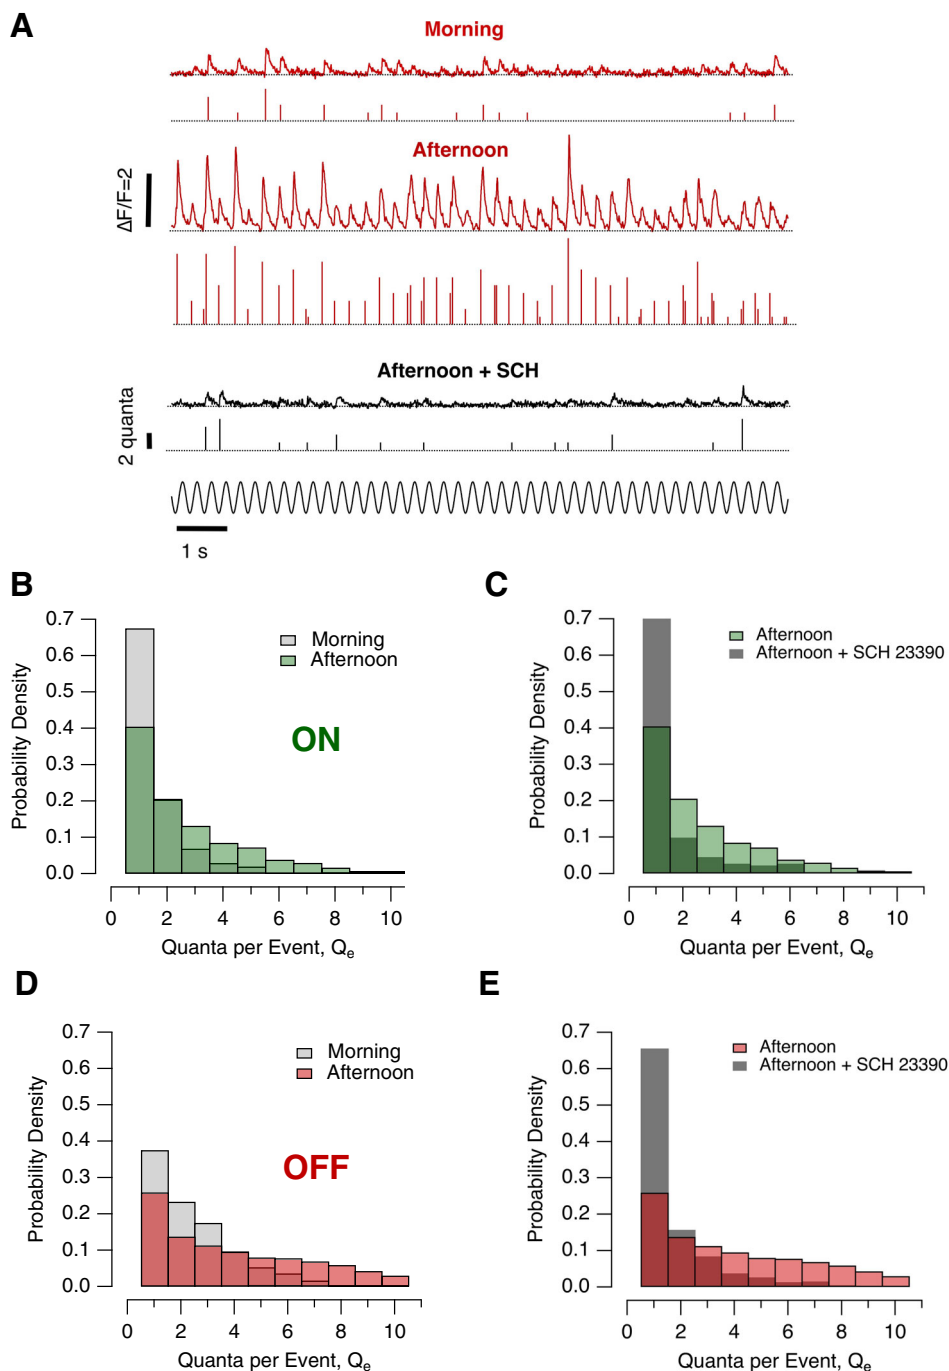 A
Morning
Afternoon
ΔF/F=2
Afternoon + SCH
2 quanta
1 s
B
0.7
0.6
0.5
0.4
0.3
0.2
0.1
0.0
Probability Density
Morning
Afternoon
ON
0 2 4 6 8 10
Quanta per Event, Qe
C
0.7
0.6
0.5
0.4
0.3
0.2
0.1
0.0
Probability Density
Afternoon
Afternoon + SCH 23390
0 2 4 6 8 10
Quanta per Event, Qe
D
0.7
0.6
0.5
0.4
0.3
0.2
0.1
0.0
Probability Density
Morning
Afternoon
OFF
0 2 4 6 8 10
Quanta per Event, Qe
E
0.7
0.6
0.5
0.4
0.3
0.2
0.1
0.0
Probability Density
Afternoon
Afternoon + SCH 23390
0 2 4 6 8 10
Quanta per Event, Qe